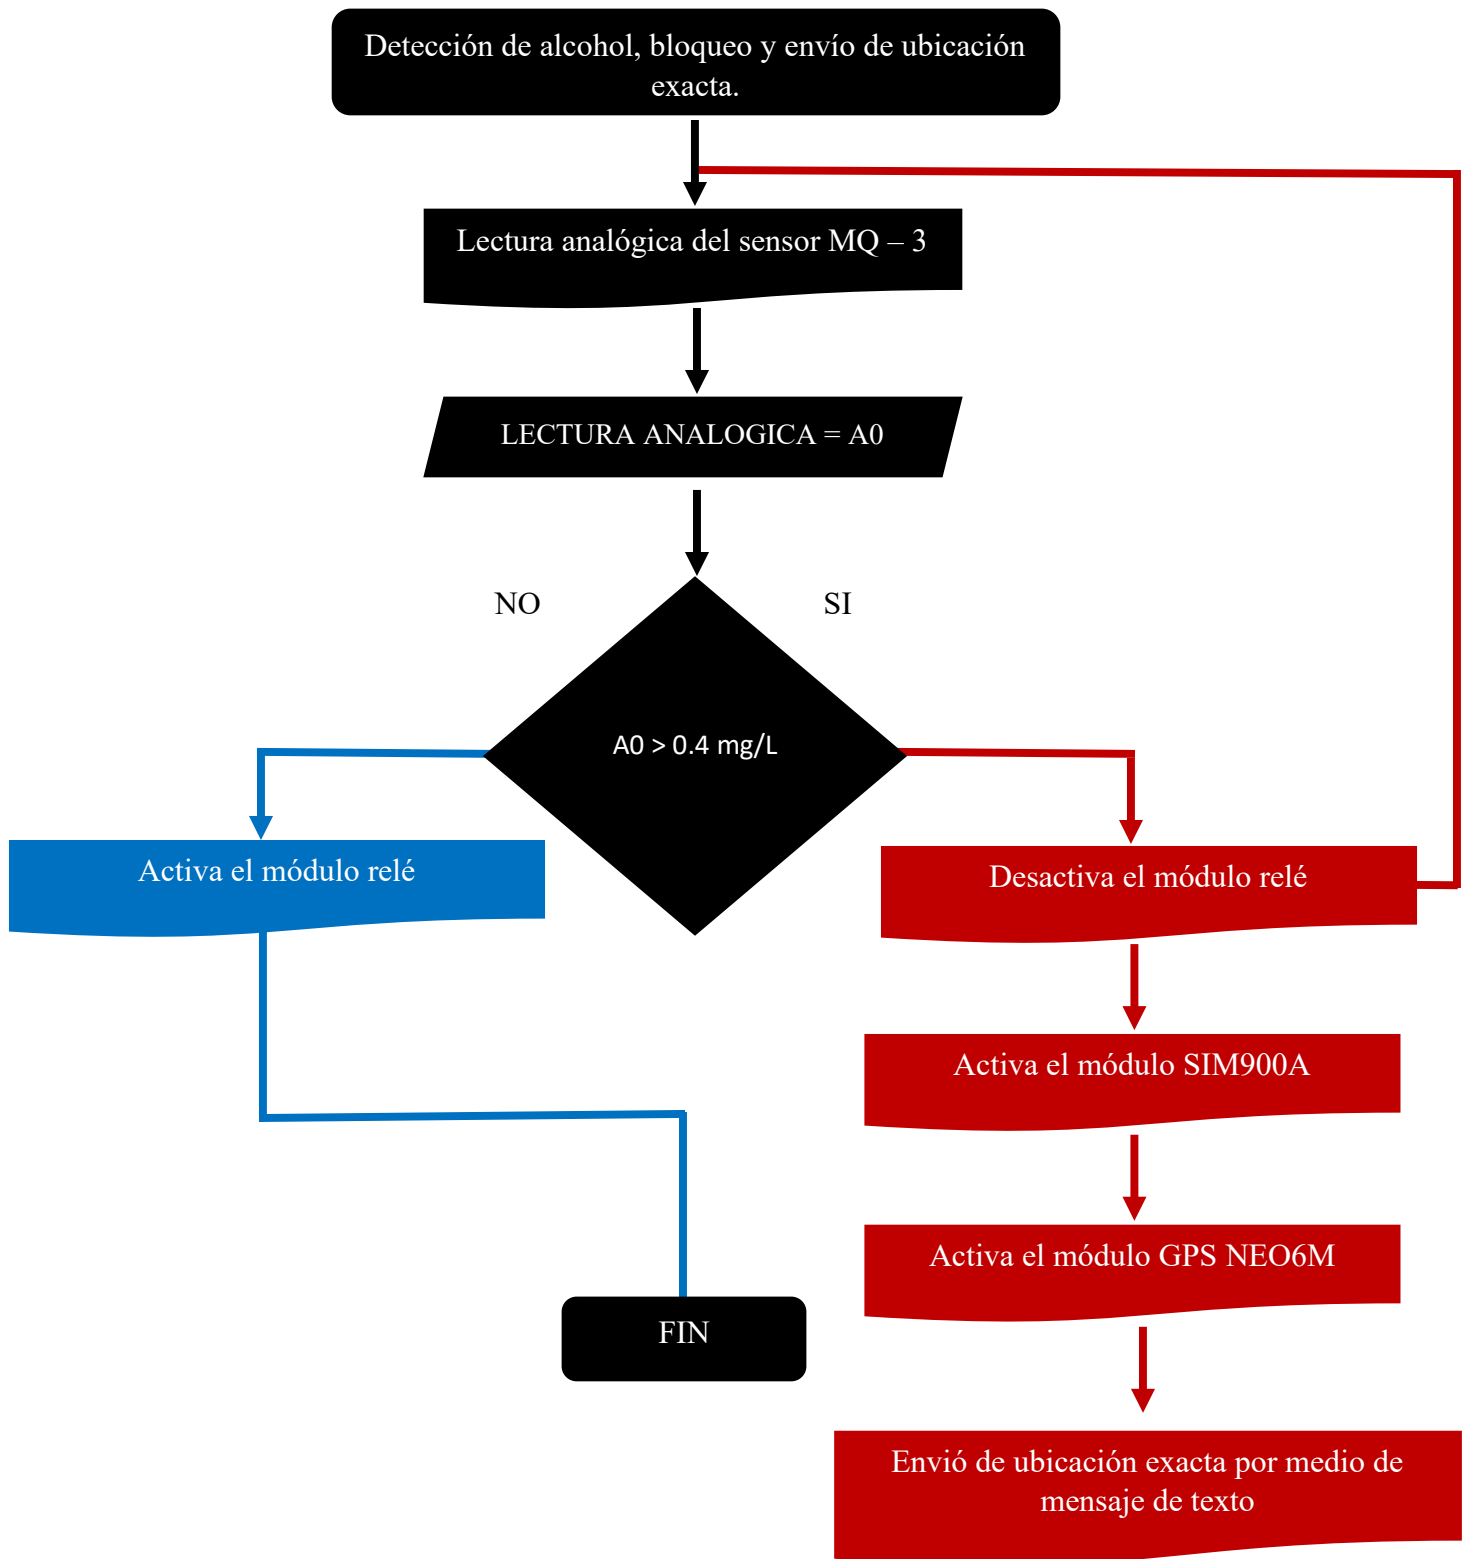 Detección de alcohol, bloqueo y envío de ubicación
exacta.
Lectura analógica del sensor MQ – 3
LECTURA ANALOGICA = A0
NO
SI
A0 > 0.4 mg/L
Activa el módulo relé
Desactiva el módulo relé
Activa el módulo SIM900A
Activa el módulo GPS NEO6M
FIN
Envió de ubicación exacta por medio de
mensaje de texto